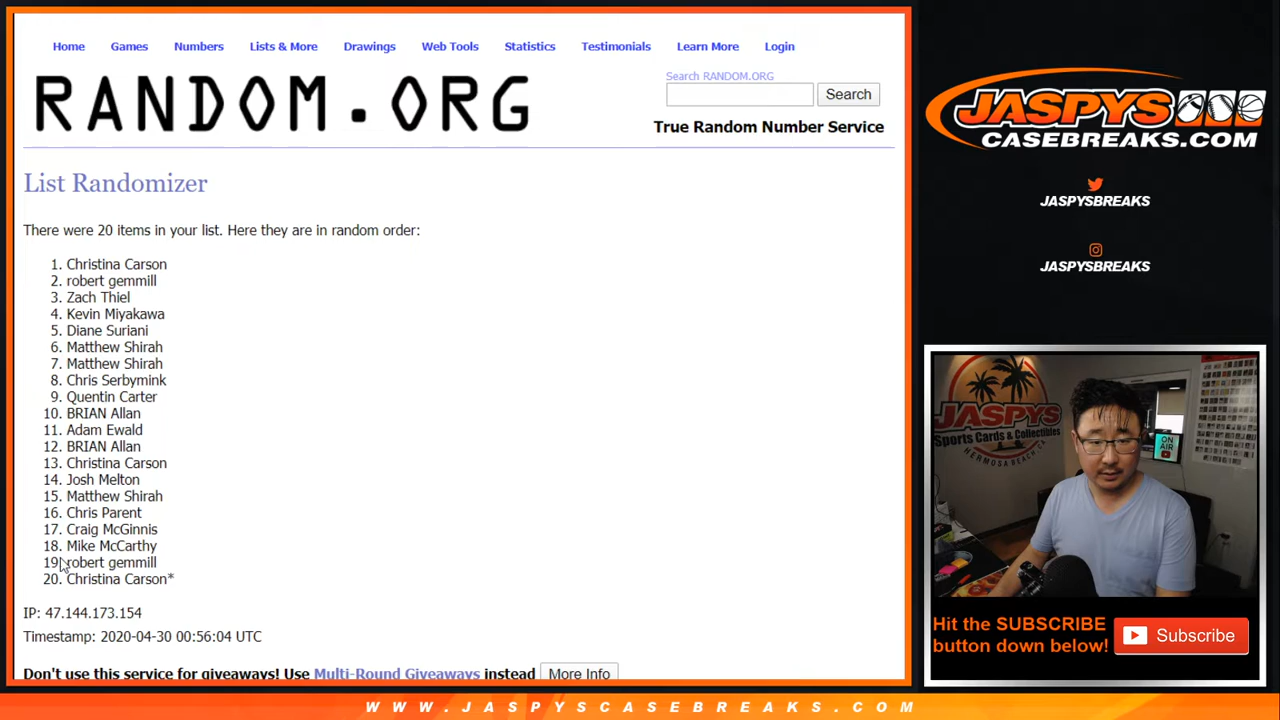 Home Games Numbers Lists & More Drawings Web Tools Statistics Testimonials Learn More Login
RANDOM.ORG
Search RANDOM.ORG
Search
True Random Number Service
List Randomizer
There were 20 items in your list. Here they are in random order:
1. Christina Carson
2. robert gemmill
3. Zach Thiel
4. Kevin Miyakawa
5. Diane Suriani
6. Matthew Shirah
7. Matthew Shirah
8. Chris Serbymink
9. Quentin Carter
10. BRIAN Allan
11. Adam Ewald
12. BRIAN Allan
13. Christina Carson
14. Josh Melton
15. Matthew Shirah
16. Chris Parent
17. Craig McGinnis
18. Mike McCarthy
19. robert gemmill
20. Christina Carson*
IP: 47.144.173.154
Timestamp: 2020-04-30 00:56:04 UTC
Don't use this service for giveaways! Use Multi-Round Giveaways instead More Info
JASPYS
CASEBREAKS.COM
JASPYSBREAKS
JASPYSBREAKS
JASPYS
Sports Cards & Collectibles
HERMOSA BEACH, CA
ON
AIR
Hit the SUBSCRIBE
button down below!
Subscribe
WWW.JASPYSCASEBREAKS.COM